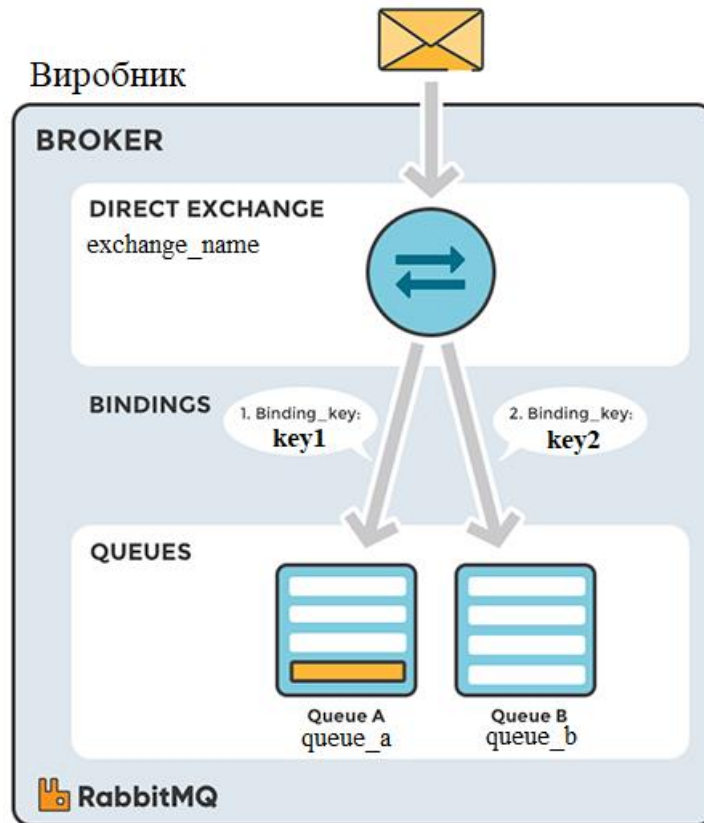 Виробник
BROKER
DIRECT EXCHANGE
exchange_name
BINDINGS
1. Binding_key:
key1
2. Binding_key:
key2
QUEUES
Queue A
queue_a
Queue B
queue_b
RabbitMQ